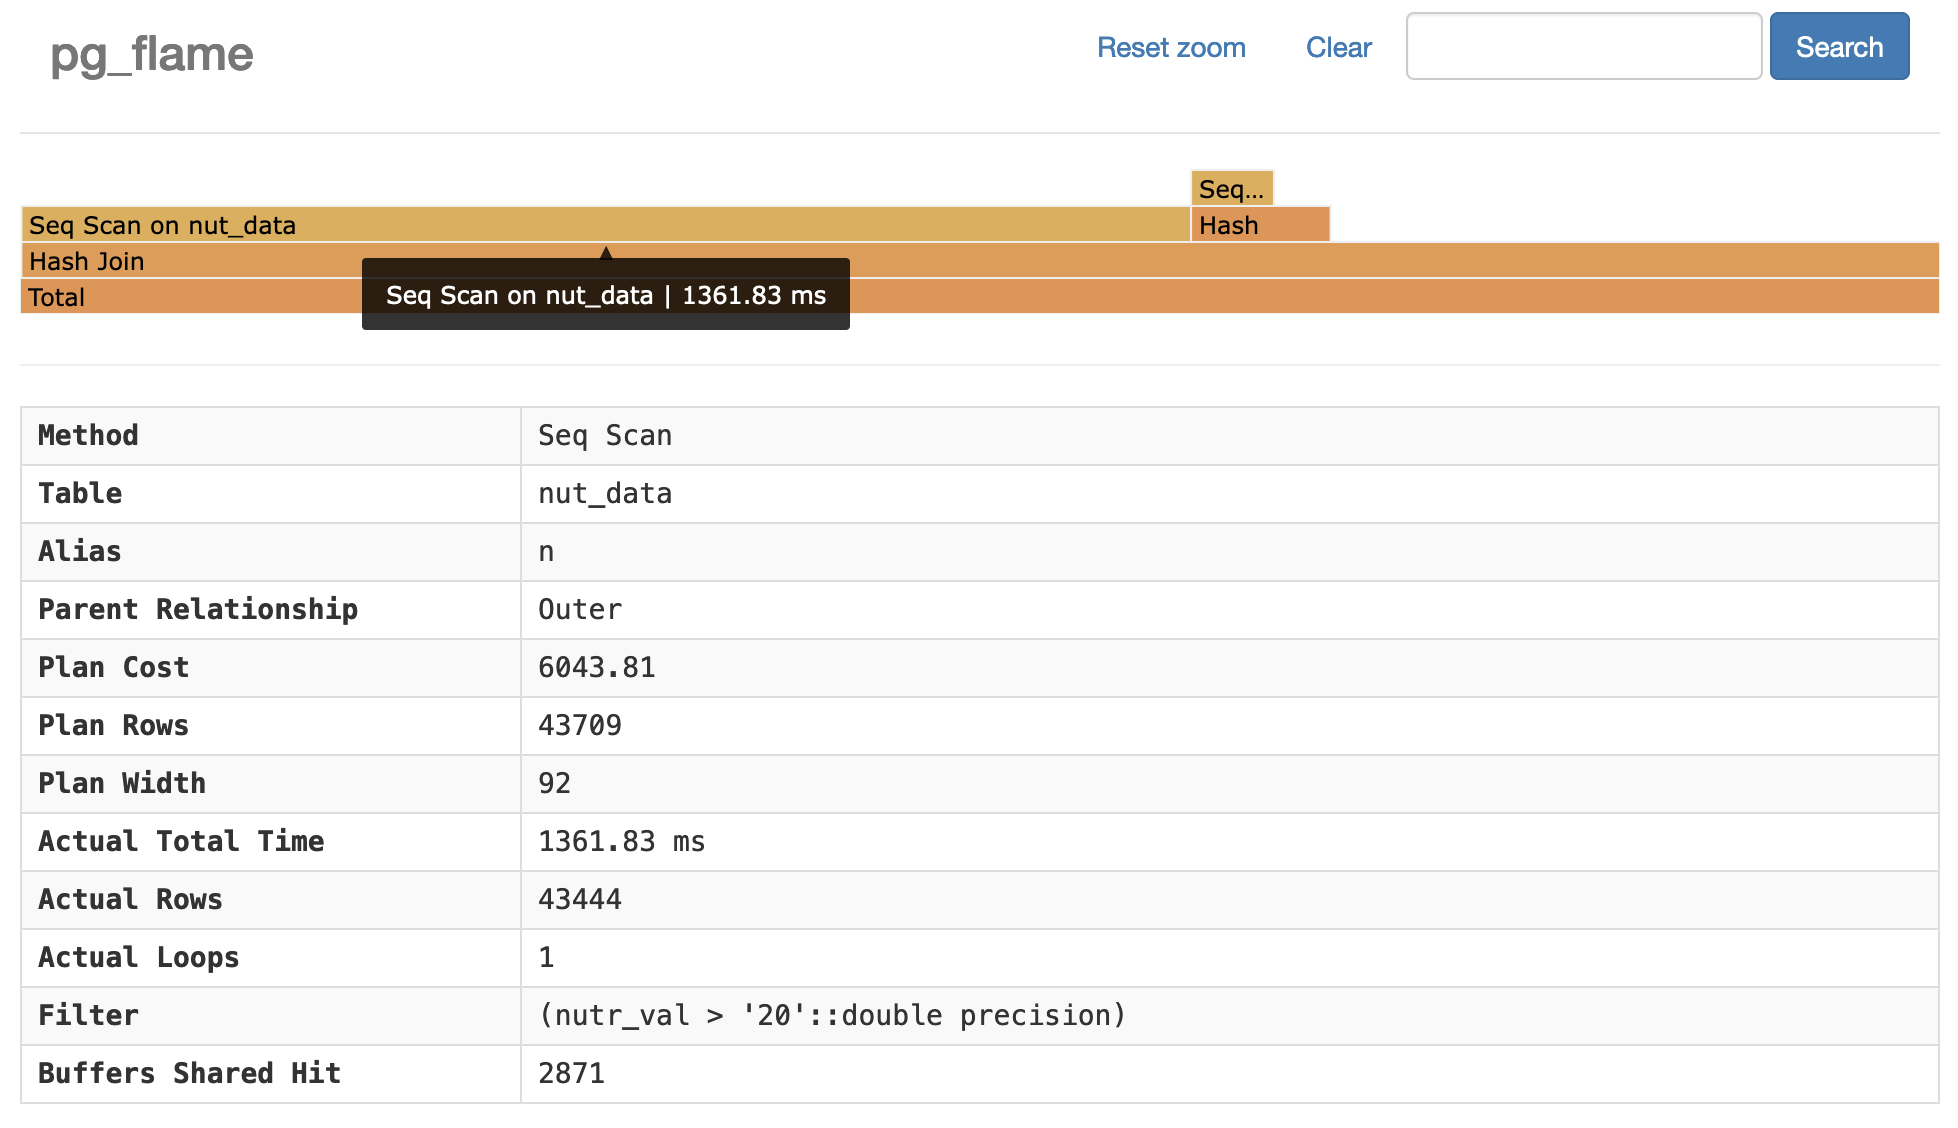 pg_flame Reset zoom Clear Search
Seq...
Seq Scan on nut_data Hash
Hash Join
Total
Seq Scan on nut_data | 1361.83 ms
Method Seq Scan
Table nut_data
Alias n
Parent Relationship Outer
Plan Cost 6043.81
Plan Rows 43709
Plan Width 92
Actual Total Time 1361.83 ms
Actual Rows 43444
Actual Loops 1
Filter (nutr_val > '20'::double precision)
Buffers Shared Hit 2871